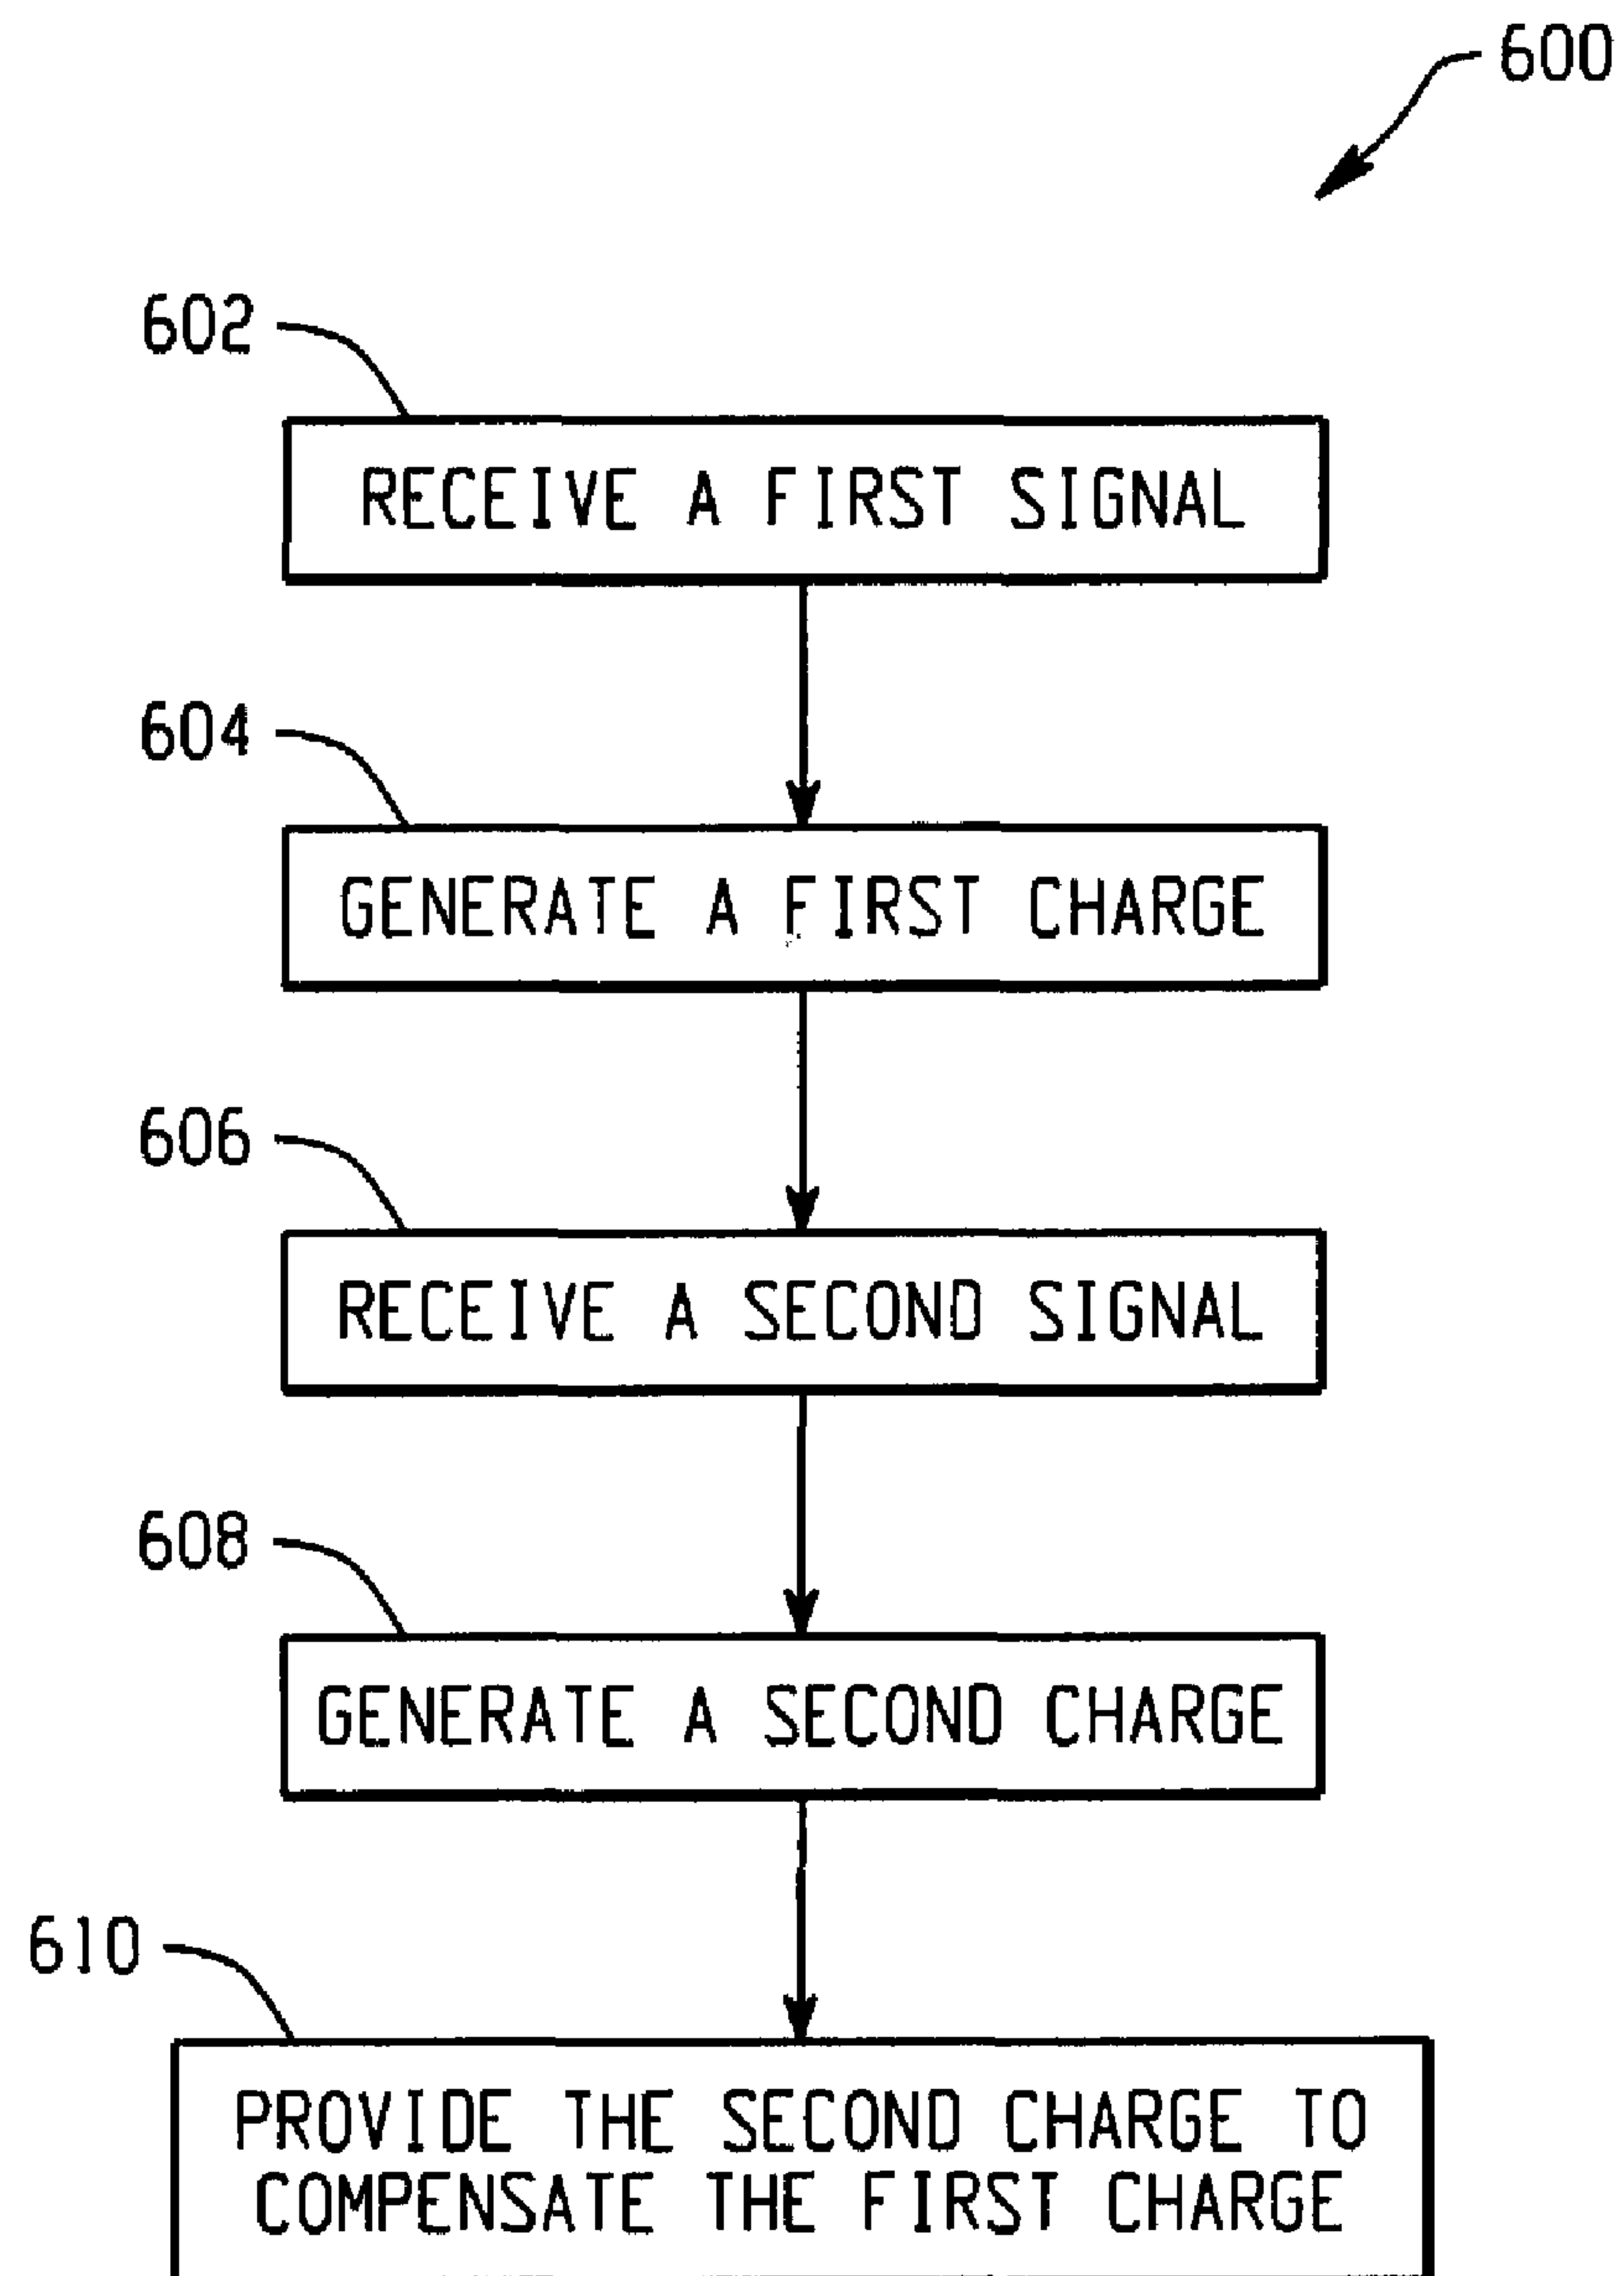 600
602
RECEIVE A FIRST SIGNAL
604
GENERATE A FIRST CHARGE
606
RECEIVE A SECOND SIGNAL
608
GENERATE A SECOND CHARGE
610
PROVIDE THE SECOND CHARGE TO
COMPENSATE THE FIRST CHARGE